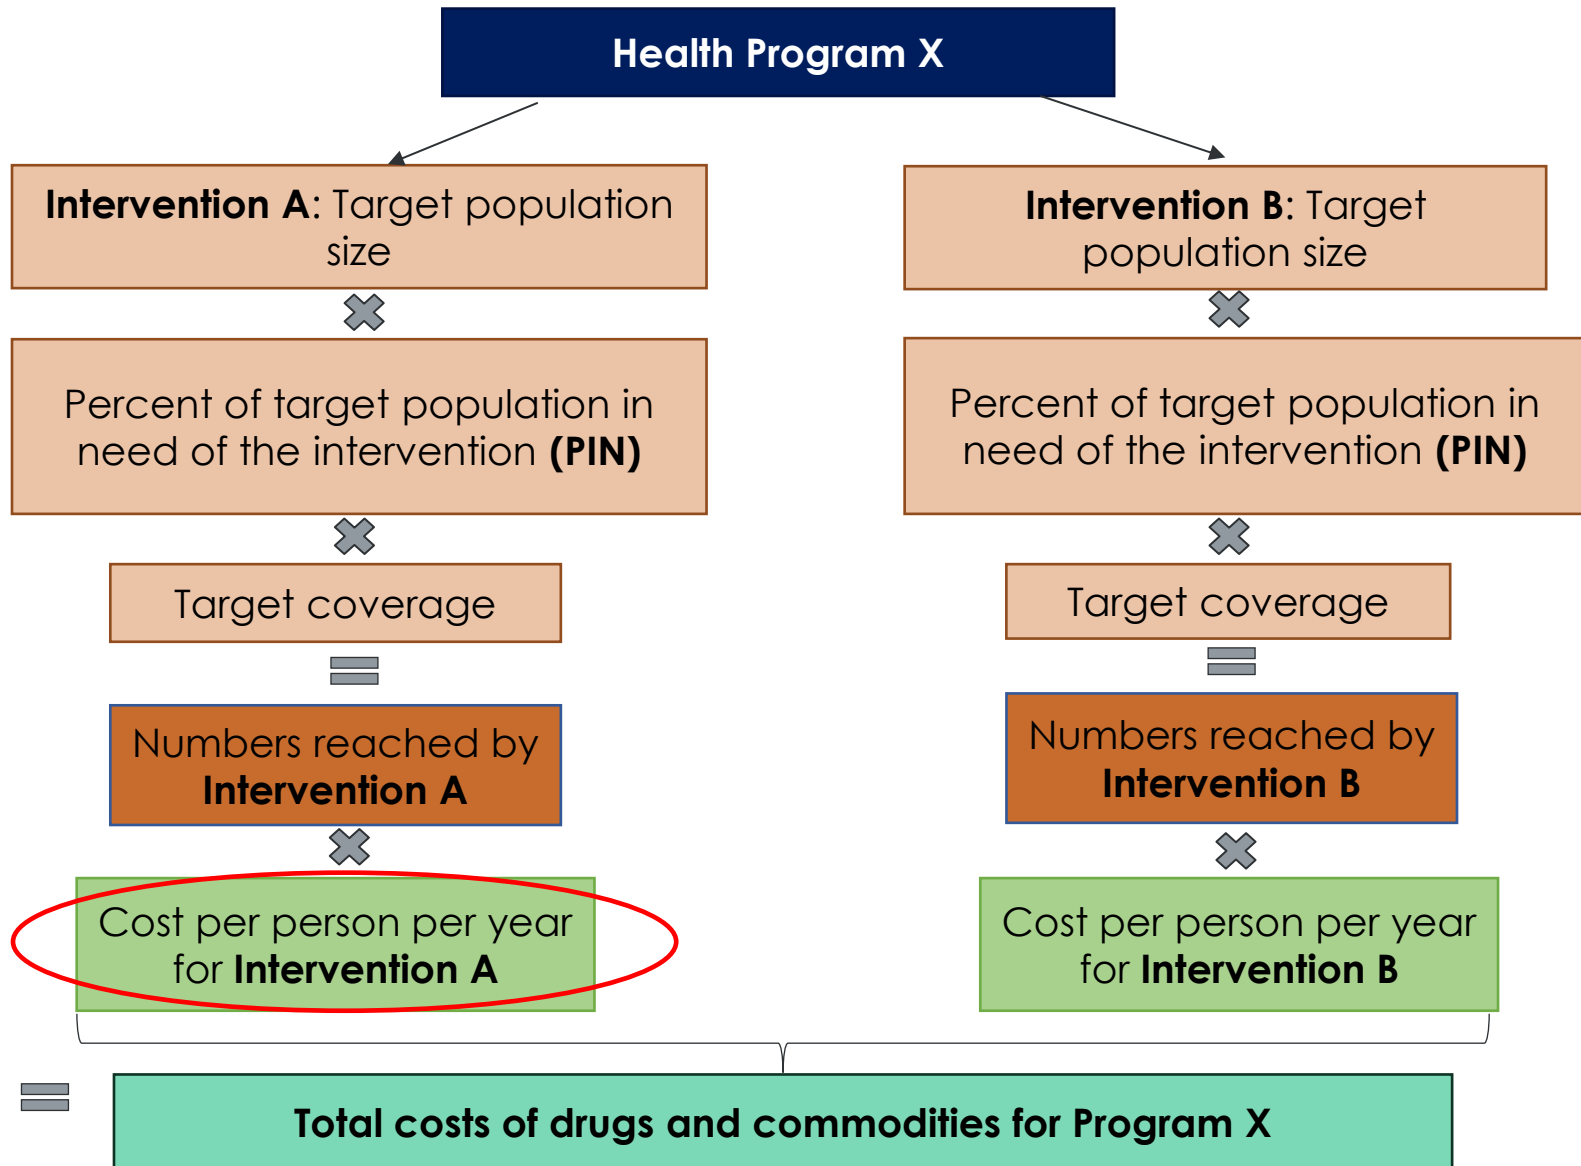 Health Program X
Intervention A: Target population
size
Percent of target population in
need of the intervention (PIN)
Target coverage
Numbers reached by
Intervention A
Cost per person per year
for Intervention A
Intervention B: Target
population size
Percent of target population in
need of the intervention (PIN)
Target coverage
Numbers reached by
Intervention B
Cost per person per year
for Intervention B
Total costs of drugs and commodities for Program X